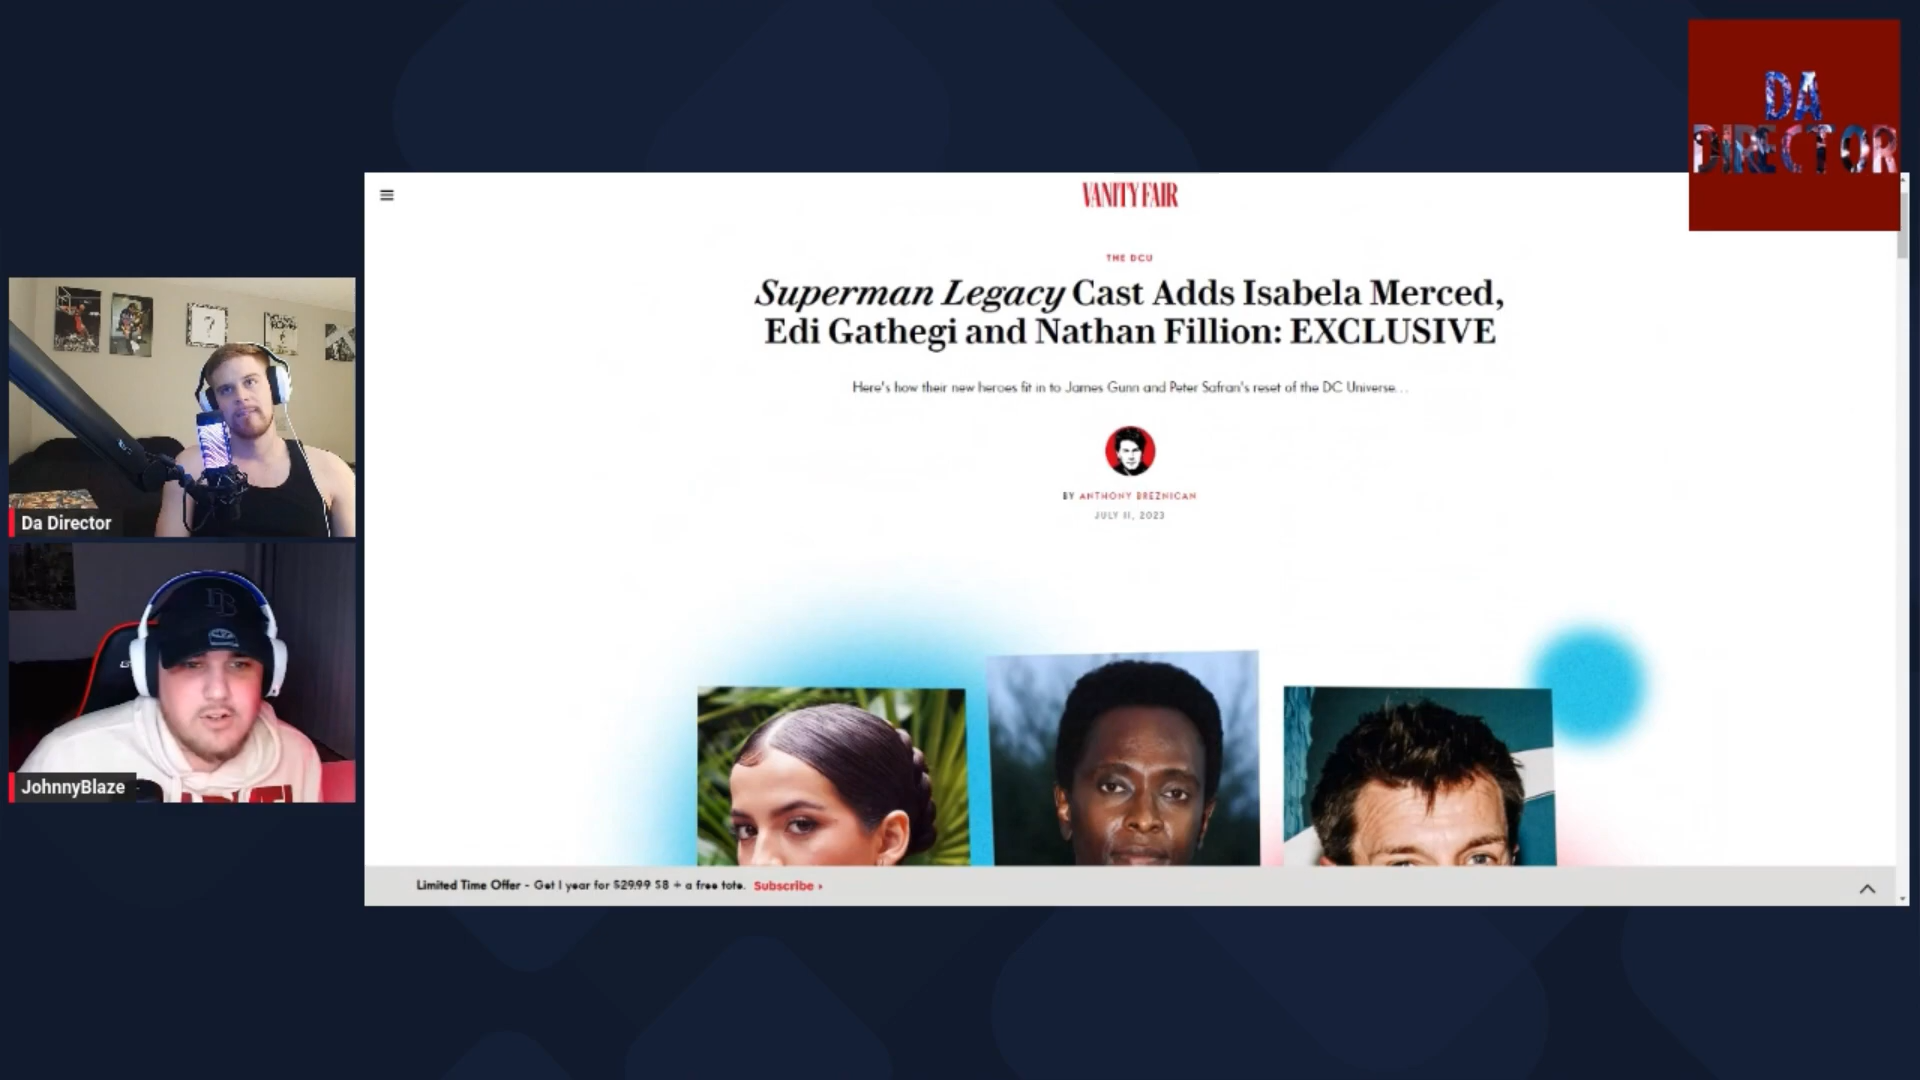 DA
DIRECTOR
VANITY FAIR
THE DCU
Superman Legacy Cast Adds Isabela Merced,
Edi Gathegi and Nathan Fillion: EXCLUSIVE
Here's how their new heroes fit in to James Gunn and Peter Safran's reset of the DC Universe…
BY ANTHONY BREZNICAN
JULY 11, 2023
Da Director
JohnnyBlaze
Limited Time Offer - Get 1 year for $29.99 $8 + a free tote. Subscribe ›